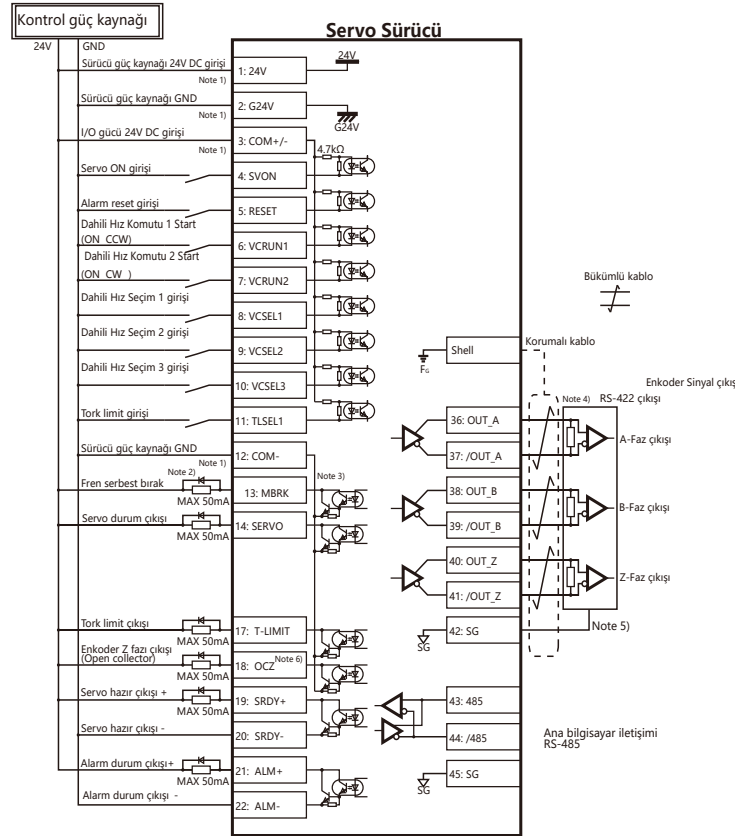 Kontrol güç kaynağı
Servo Sürücü
24V
GND
Sürücü güç kaynağı 24V DC girişi
Note 1)
1: 24V
24V
Sürücü güç kaynağı GND
Note 1)
2: G24V
G24V
I/O gücü 24V DC girişi
Note 1)
3: COM+/-
4.7kΩ
Servo ON girişi
4: SVON
Alarm reset girişi
5: RESET
Dahili Hız Komutu 1 Start
(ON CCW)
6: VCRUN1
Dahili Hız Komutu 2 Start
(ON CW )
7: VCRUN2
Dahili Hız Seçim 1 girişi
8: VCSEL1
Dahili Hız Seçim 2 girişi
9: VCSEL2
Dahili Hız Seçim 3 girişi
10: VCSEL3
Tork limit girişi
11: TLSEL1
Sürücü güç kaynağı GND
Note 1)
12: COM-
Fren serbest bırak
Note 2)
MAX 50mA
13: MBRK
Note 3)
Servo durum çıkışı
MAX 50mA
14: SERVO
Tork limit çıkışı
MAX 50mA
17: T-LIMIT
Enkoder Z fazı çıkışı
(Open collector)
MAX 50mA
18: OCZ
Note 6)
Servo hazır çıkışı +
MAX 50mA
19: SRDY+
Servo hazır çıkışı -
20: SRDY-
Alarm durum çıkışı+
MAX 50mA
21: ALM+
Alarm durum çıkışı -
22: ALM-
Bükümlü kablo
Shell
FG
Korumalı kablo
Enkoder Sinyal çıkış
Note 4)
RS-422 çıkışı
36: OUT_A
37: /OUT_A
A-Faz çıkışı
38: OUT_B
39: /OUT_B
B-Faz çıkışı
40: OUT_Z
41: /OUT_Z
Z-Faz çıkışı
42: SG
SG
Note 5)
43: 485
44: /485
Ana bilgisayar iletişimi
RS-485
45: SG
SG